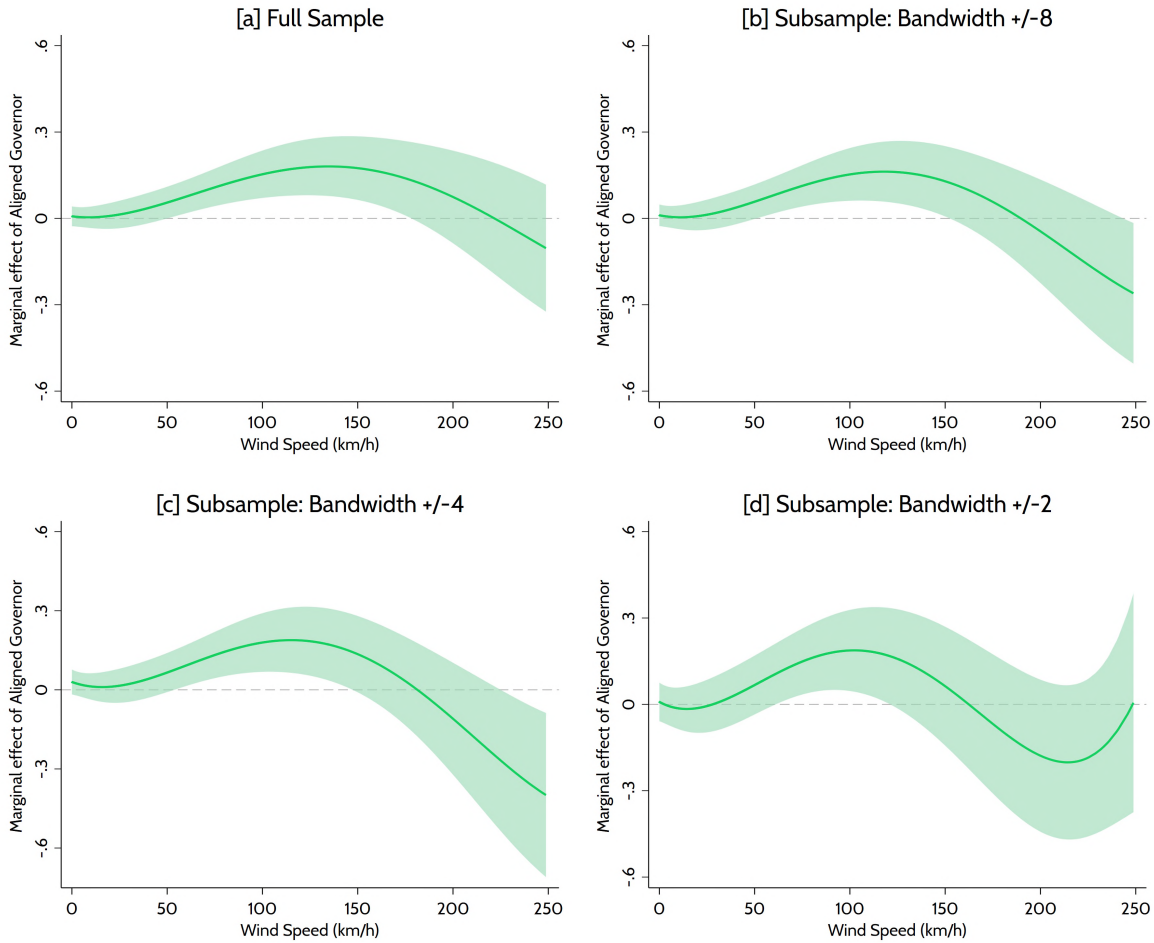 [a] Full Sample
Marginal effect of Aligned Governor
.6
.3
0
-.3
-.6
0 50 100 150 200 250
Wind Speed (km/h)
[b] Subsample: Bandwidth +/-8
Marginal effect of Aligned Governor
.6
.3
0
-.3
-.6
0 50 100 150 200 250
Wind Speed (km/h)
[c] Subsample: Bandwidth +/-4
Marginal effect of Aligned Governor
.6
.3
0
-.3
-.6
0 50 100 150 200 250
Wind Speed (km/h)
[d] Subsample: Bandwidth +/-2
Marginal effect of Aligned Governor
.6
.3
0
-.3
-.6
0 50 100 150 200 250
Wind Speed (km/h)